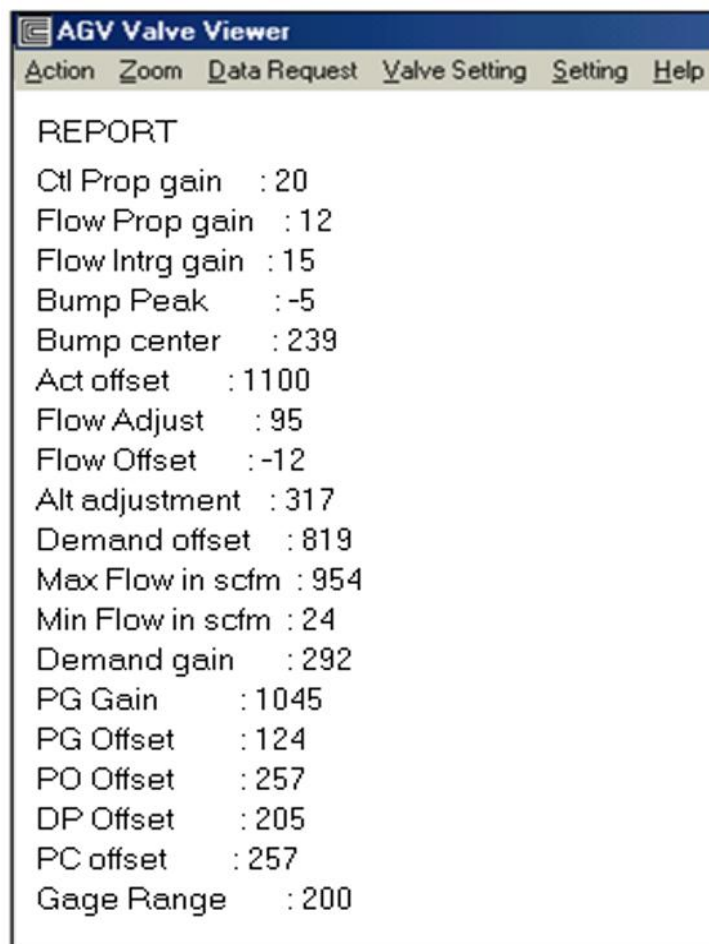 AGV Valve Viewer
Action Zoom Data Request Valve Setting Setting Help
REPORT
Ctl Prop gain : 20
Flow Prop gain : 12
Flow Intrg gain : 15
Bump Peak : -5
Bump center : 239
Act offset : 1100
Flow Adjust : 95
Flow Offset : -12
Alt adjustment : 317
Demand offset : 819
Max Flow in scfm : 954
Min Flow in scfm : 24
Demand gain : 292
PG Gain : 1045
PG Offset : 124
PO Offset : 257
DP Offset : 205
PC offset : 257
Gage Range : 200